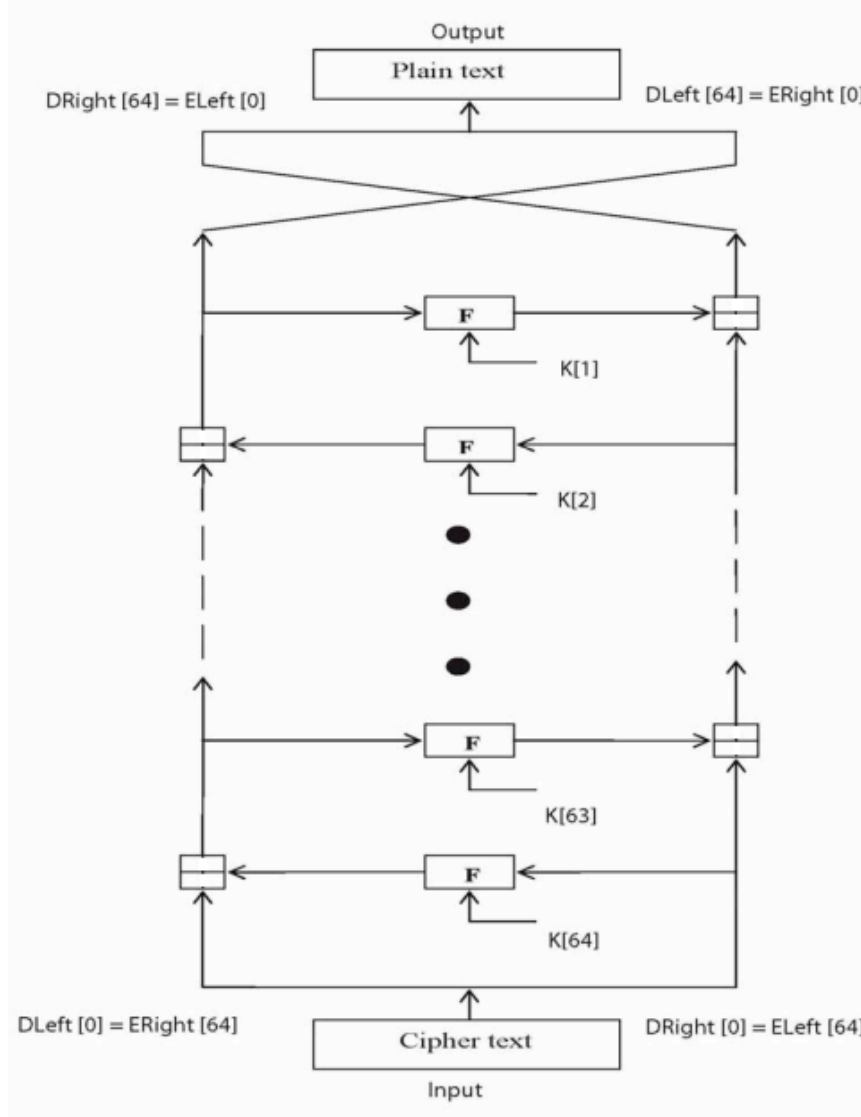 Output
Plain text
DRight [64] = ELeft [0]
DLeft [64] = ERight [0]
F
K[1]
F
K[2]
F
K[63]
F
K[64]
DLeft [0] = ERight [64]
DRight [0] = ELeft [64]
Cipher text
Input